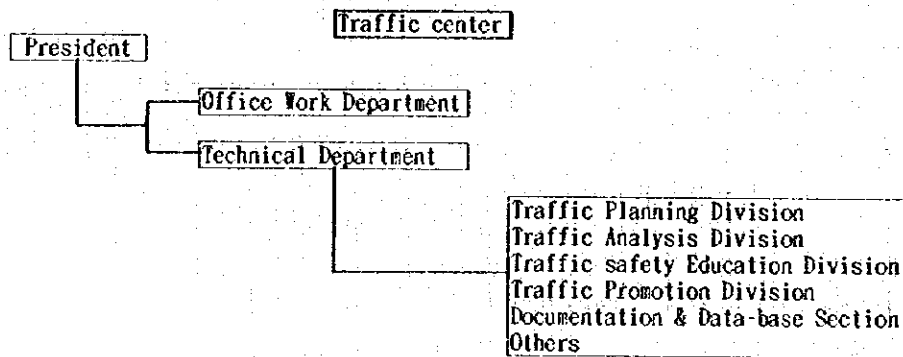 Traffic center
President
Office Work Department
Technical Department
Traffic Planning Division
Traffic Analysis Division
Traffic safety Education Division
Traffic Promotion Division
Documentation & Data-base Section
Others